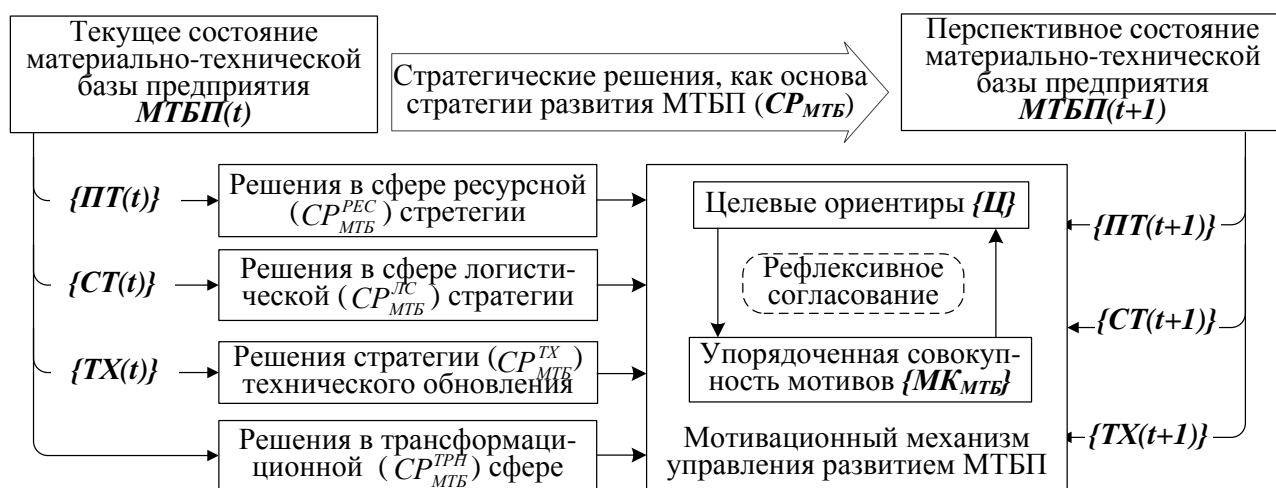 Текущее состояние
материально-технической
базы предприятия
МТБП(t)
Стратегические решения, как основа
стратегии развития МТБП (СР_МТБ)
Перспективное состояние
материально-технической
базы предприятия
МТБП(t+1)
{ПТ(t)}
Решения в сфере ресурсной
(СР_МТБ^РЕС) стретегии
{СТ(t)}
Решения в сфере логисти-
ческой (СР_МТБ^ЛС) стратегии
{ТХ(t)}
Решения стратегии (СР_МТБ^ТХ)
технического обновления
Решения в трансформаци-
иционной (СР_МТБ^ТРН) сфере
Целевые ориентиры {Ц}
Рефлексивное
согласование
Упорядоченная совокуп-
ность мотивов {МК_МТБ}
Мотивационный механизм
управления развитием МТБП
{ПТ(t+1)}
{СТ(t+1)}
{ТХ(t+1)}